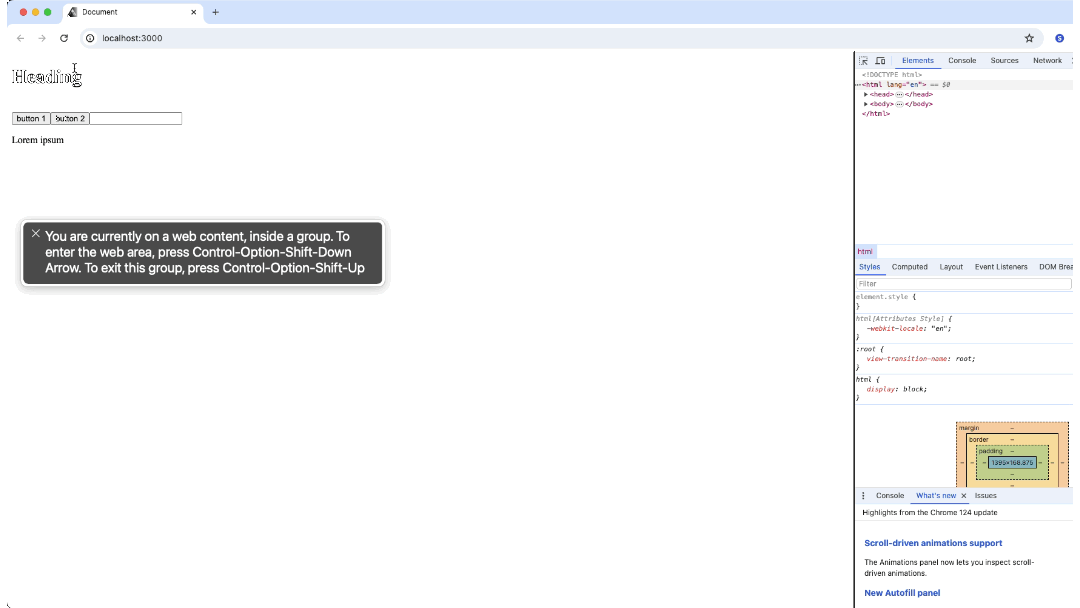 Document
localhost:3000
Heading
button 1 button 2
Lorem ipsum
You are currently on a web content, inside a group. To
enter the web area, press Control-Option-Shift-Down
Arrow. To exit this group, press Control-Option-Shift-Up
Elements Console Sources Network
<!DOCTYPE html>
<html lang="en"> == $0
<head> … </head>
<body> … </body>
</html>
html
Styles Computed Layout Event Listeners DOM Brea
Filter
element.style {
}
html[Attributes Style] {
-webkit-locale: "en";
}
:root {
view-transition-name: root;
}
html {
display: block;
}
margin –
border –
padding –
– – – 1395×168.875 – – –
–
–
Console What's new Issues
Highlights from the Chrome 124 update
Scroll-driven animations support
The Animations panel now lets you inspect scroll-
driven animations.
New Autofill panel